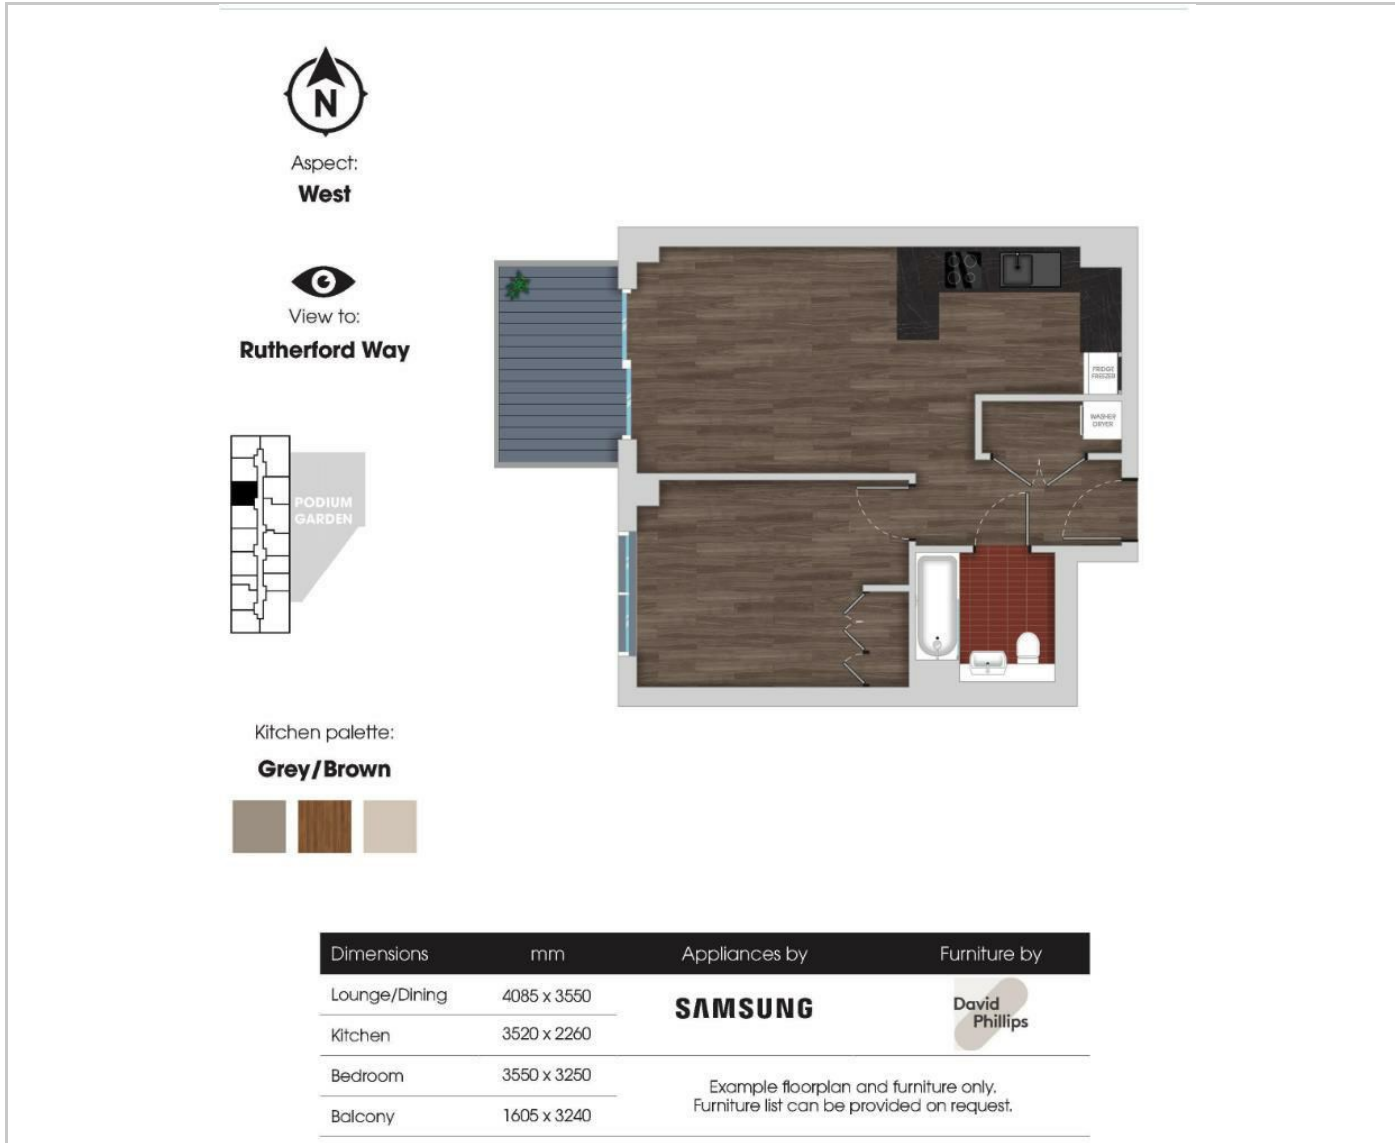 N
Aspect:
West
View to:
Rutherford Way
PODIUM
GARDEN
FRIDGE
FREEZER
WASHER
DRYER
Kitchen palette:
Grey/Brown
Dimensions mm Appliances by Furniture by
Lounge/Dining 4085 x 3550
SAMSUNG
David
Phillips
Kitchen 3520 x 2260
Bedroom 3550 x 3250
Example floorplan and furniture only.
Furniture list can be provided on request.
Balcony 1605 x 3240